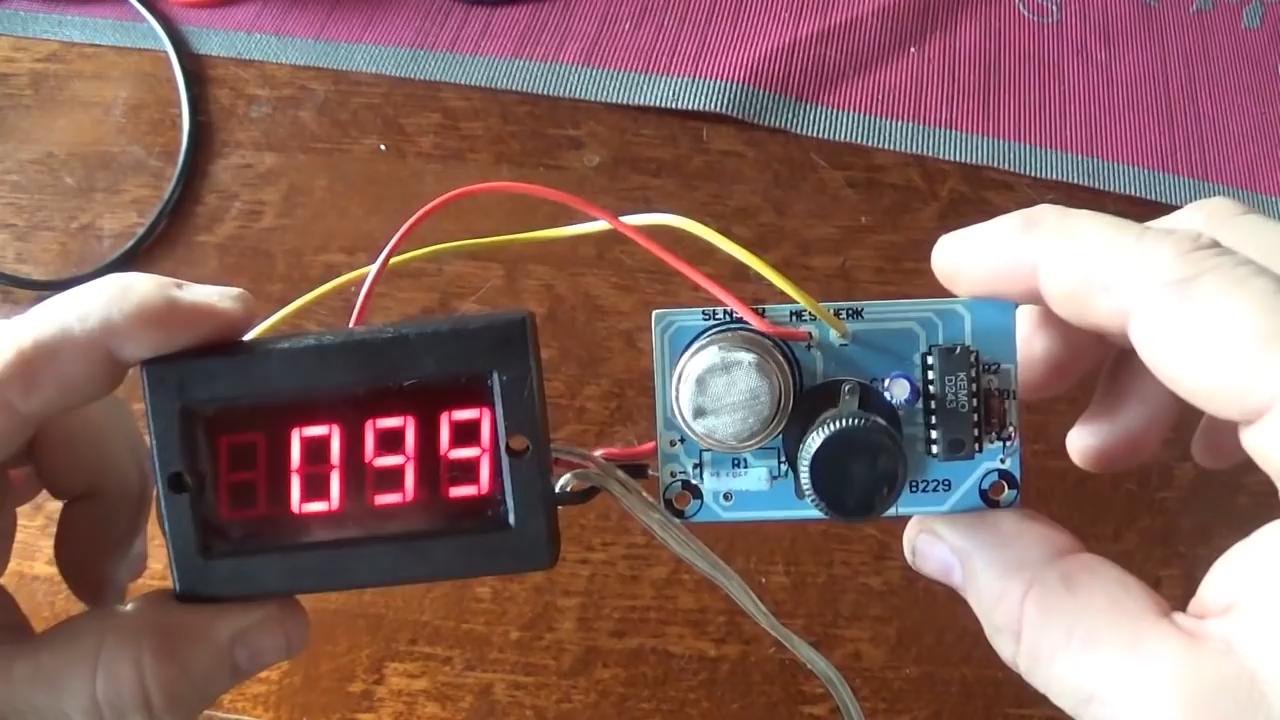 099
SENSOR
MESSWERK
+
-
KEMO
D243
R2
+
-
R1
B229